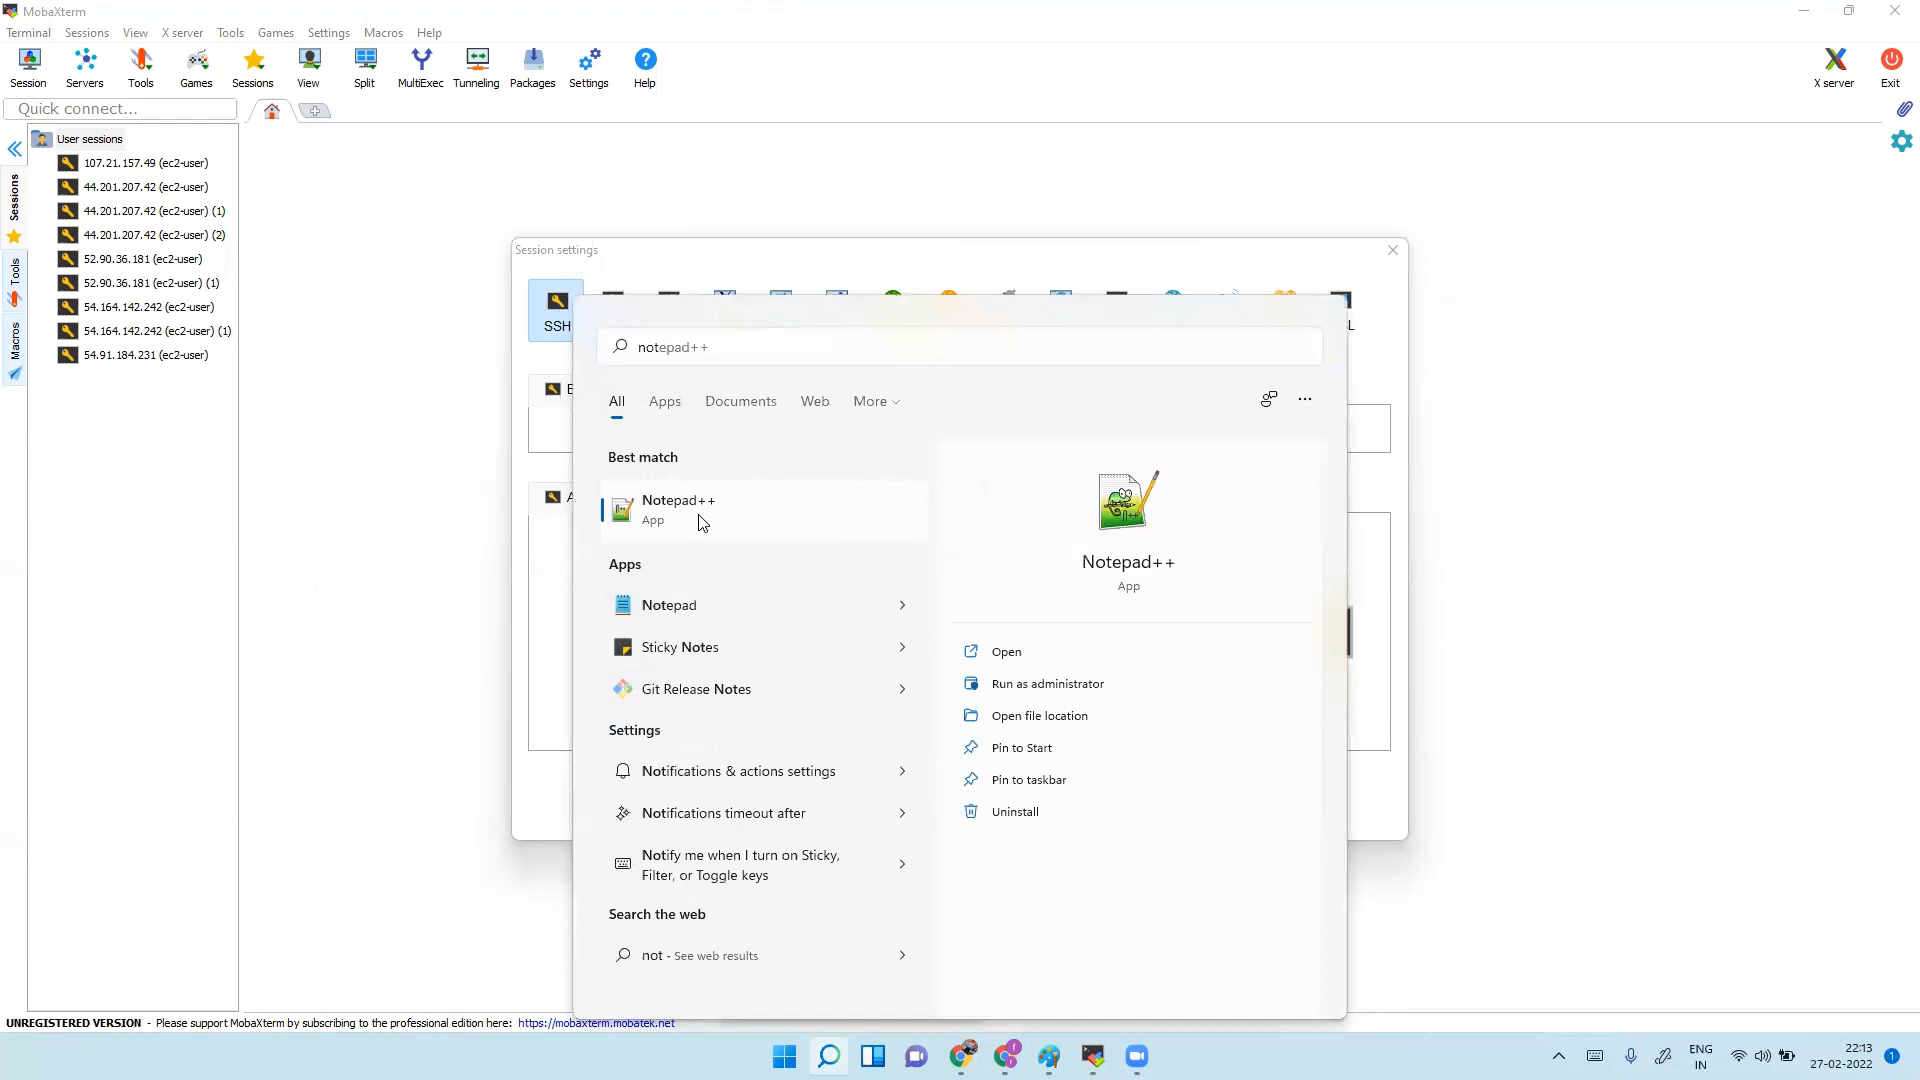 MobaXterm
Terminal Sessions View X server Tools Games Settings Macros Help
Session Servers Tools Games Sessions View Split MultiExec Tunneling Packages Settings Help X server Exit
Quick connect...
User sessions
107.21.157.49 (ec2-user)
44.201.207.42 (ec2-user)
44.201.207.42 (ec2-user) (1)
44.201.207.42 (ec2-user) (2)
52.90.36.181 (ec2-user)
52.90.36.181 (ec2-user) (1)
54.164.142.242 (ec2-user)
54.164.142.242 (ec2-user) (1)
54.91.184.231 (ec2-user)
Sessions
Tools
Macros
Session settings
SSH
notepad++
All Apps Documents Web More
Best match
Notepad++
App
Apps
Notepad
Sticky Notes
Git Release Notes
Settings
Notifications & actions settings
Notifications timeout after
Notify me when I turn on Sticky,
Filter, or Toggle keys
Search the web
not - See web results
Notepad++
App
Open
Run as administrator
Open file location
Pin to Start
Pin to taskbar
Uninstall
UNREGISTERED VERSION - Please support MobaXterm by subscribing to the professional edition here: https://mobaxterm.mobatek.net
ENG
IN
22:13
27-02-2022
1